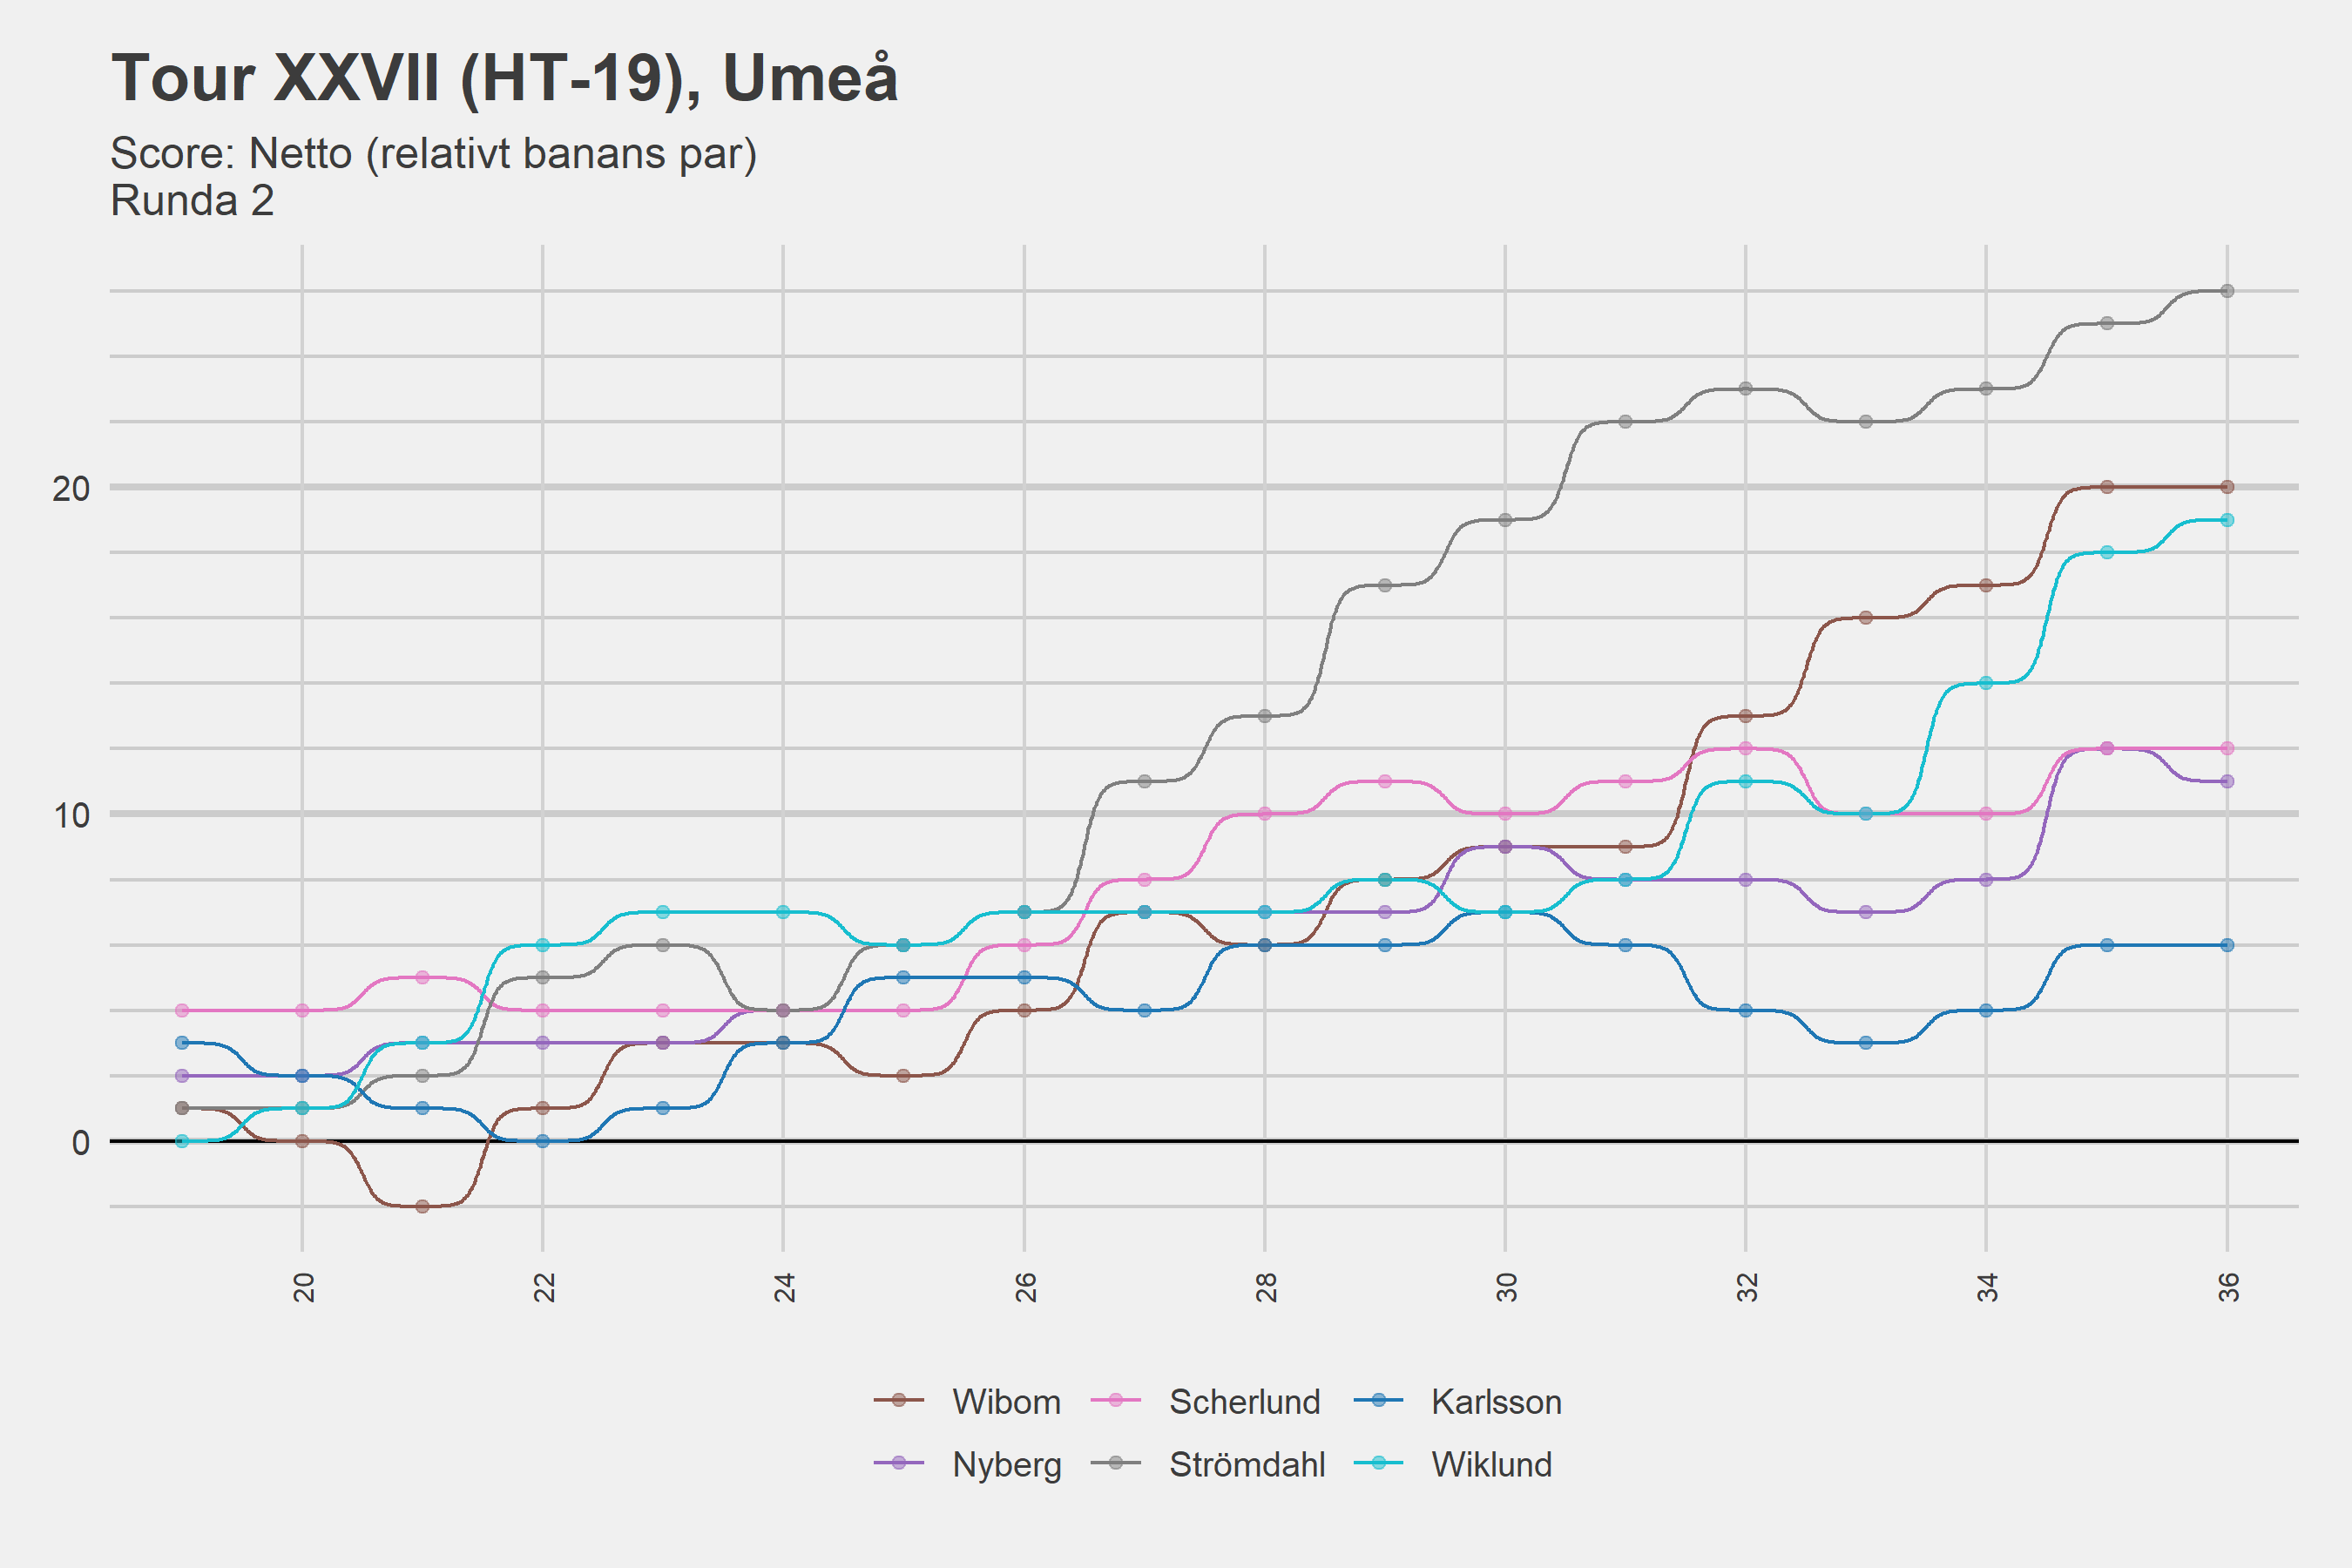 Tour XXVII (HT-19), Umeå
Score: Netto (relativt banans par)
Runda 2
20
10
0
20 22 24 26 28 30 32 34 36
Wibom Scherlund Karlsson
Nyberg Strömdahl Wiklund